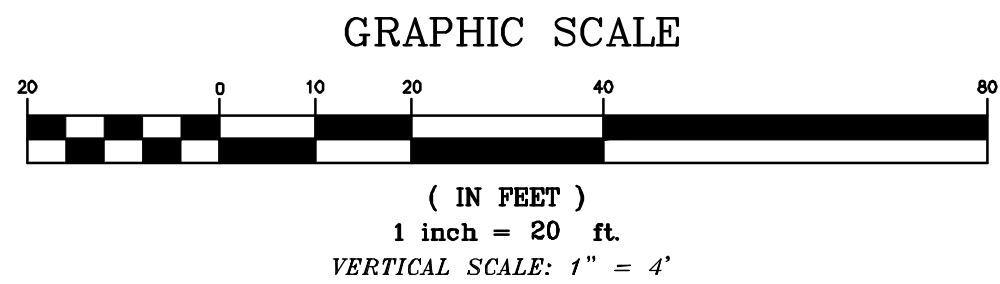 GRAPHIC SCALE
20 0 10 20 40 80
( IN FEET )
1 inch = 20 ft.
VERTICAL SCALE: 1" = 4'